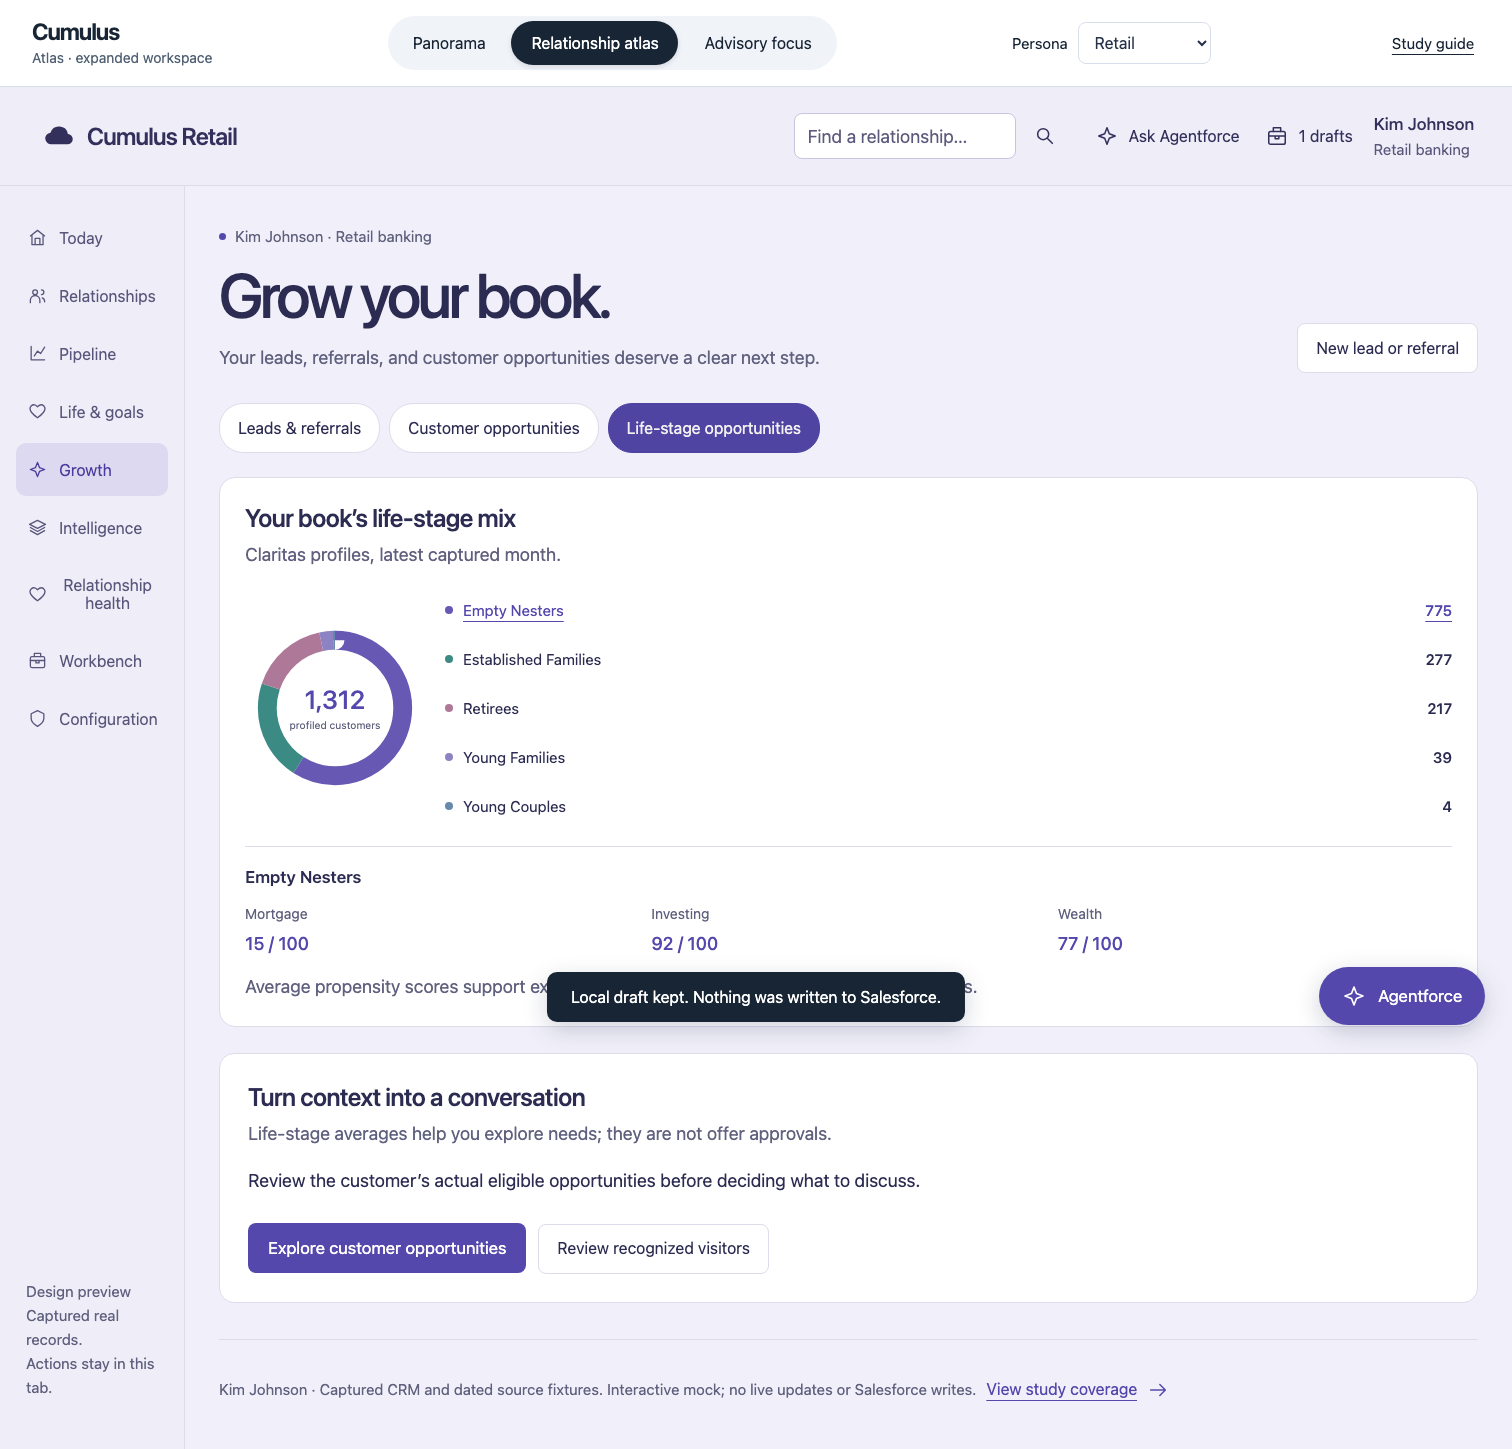 Cumulus
Atlas · expanded workspace
Panorama
Relationship atlas
Advisory focus
Persona
Retail
Study guide
Cumulus Retail
Find a relationship...
Ask Agentforce
1 drafts
Kim Johnson
Retail banking
Today
Relationships
Pipeline
Life & goals
Growth
Intelligence
Relationship
health
Workbench
Configuration
Design preview
Captured real
records.
Actions stay in this
tab.
Kim Johnson · Retail banking
Grow your book.
Your leads, referrals, and customer opportunities deserve a clear next step.
New lead or referral
Leads & referrals
Customer opportunities
Life-stage opportunities
Your book’s life-stage mix
Claritas profiles, latest captured month.
1,312
profiled customers
Empty Nesters 775
Established Families 277
Retirees 217
Young Families 39
Young Couples 4
Empty Nesters
Mortgage
15 / 100
Investing
92 / 100
Wealth
77 / 100
Average propensity scores support
Local draft kept. Nothing was written to Salesforce.
Agentforce
Turn context into a conversation
Life-stage averages help you explore needs; they are not offer approvals.
Review the customer’s actual eligible opportunities before deciding what to discuss.
Explore customer opportunities
Review recognized visitors
Kim Johnson · Captured CRM and dated source fixtures. Interactive mock; no live updates or Salesforce writes. View study coverage →